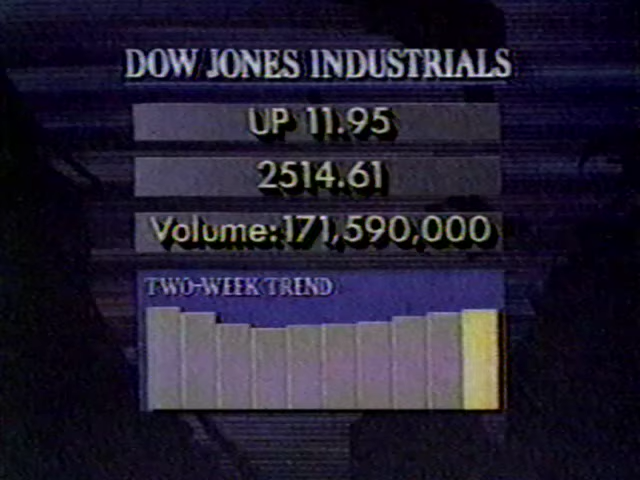 DOW JONES INDUSTRIALS
UP 11.95
2514.61
Volume:171,590,000
TWO-WEEK TREND